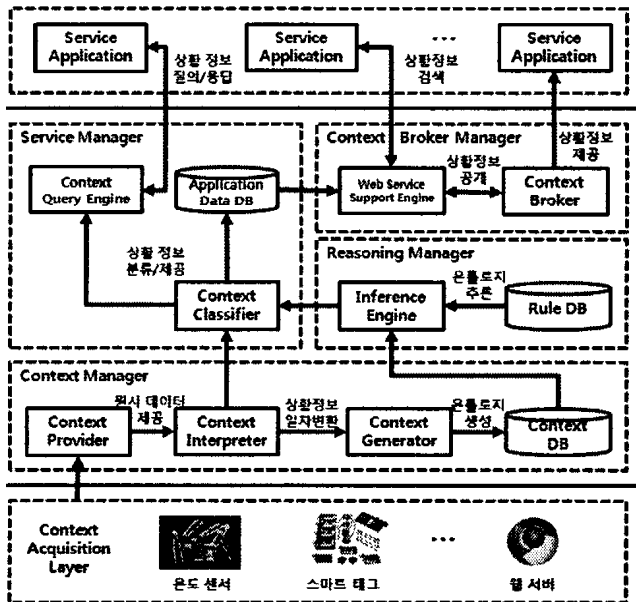 Service
Application
Service
Application
...
Service
Application
상황 정보
질의/응답
상황정보
검색
Service Manager
Context Broker Manager
상황정보
제공
Context
Query Engine
Application
Data DB
Web Service
Support Engine
상황정보
공개
Context
Broker
상황 정보
분류/제공
Reasoning Manager
Context
Classifier
Inference
Engine
온톨로지
추론
Rule DB
Context Manager
원시 데이터
제공
상황정보
일차변환
온톨로지
생성
Context
Provider
Context
Interpreter
Context
Generator
Context
DB
Context
Acquisition
Layer
...
온도 센서
스마트 태그
웹 서버